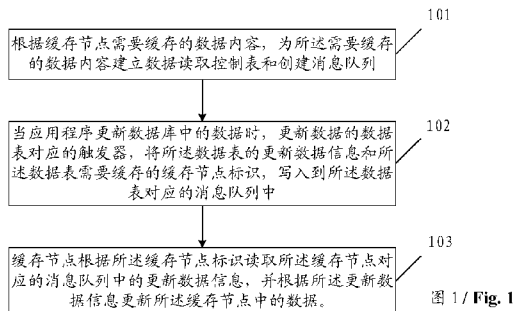 101
根据缓存节点需要缓存的数据内容，为所述需要缓存
的数据内容建立数据读取控制表和创建消息队列
102
当应用程序更新数据库中的数据时，更新数据的数据
表对应的触发器，将所述数据表的更新数据信息和所
述数据表需要缓存的缓存节点标识，写入到所述数据
表对应的消息队列中
103
缓存节点根据所述缓存节点标识读取所述缓存节点对
应的消息队列中的更新数据信息，并根据所述更新数
据信息更新所述缓存节点中的数据。
图 1 / Fig. 1